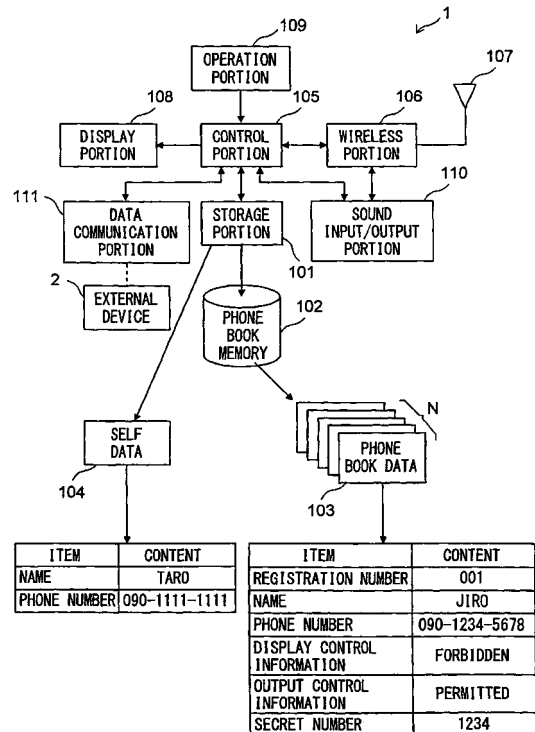 1
109
OPERATION
PORTION
107
108
105
106
DISPLAY
PORTION
CONTROL
PORTION
WIRELESS
PORTION
111
110
DATA
COMMUNICATION
PORTION
STORAGE
PORTION
SOUND
INPUT/OUTPUT
PORTION
101
2
EXTERNAL
DEVICE
PHONE
BOOK
MEMORY
102
N
SELF
DATA
PHONE
BOOK DATA
104
103
ITEM CONTENT
NAME TARO
PHONE NUMBER 090-1111-1111
ITEM CONTENT
REGISTRATION NUMBER 001
NAME JIRO
PHONE NUMBER 090-1234-5678
DISPLAY CONTROL
INFORMATION FORBIDDEN
OUTPUT CONTROL
INFORMATION PERMITTED
SECRET NUMBER 1234